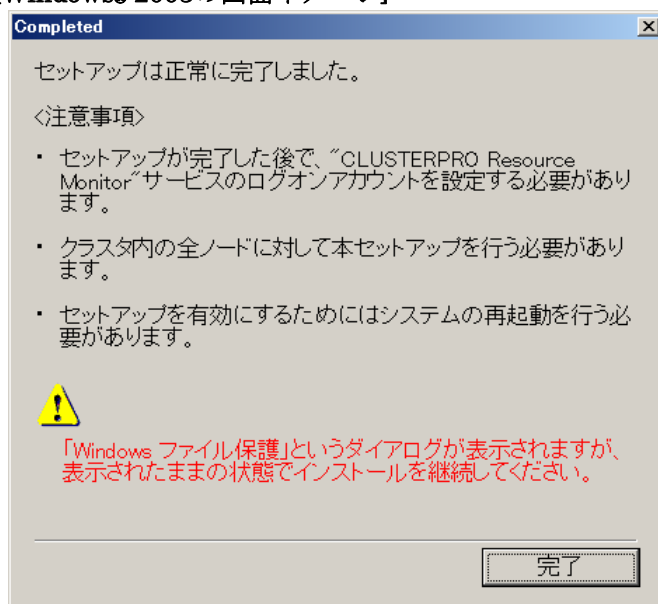 Completed
セットアップは正常に完了しました。
<注意事項>
・ セットアップが完了した後で、"CLUSTERPRO Resource
Monitor"サービスのログオンアカウントを設定する必要があり
ます。
・ クラスタ内の全ノードに対して本セットアップを行う必要があり
ます。
・ セットアップを有効にするためにはシステムの再起動を行う必
要があります。
「Windows ファイル保護」というダイアログが表示されますが、
表示されたままの状態でインストールを継続してください。
完了